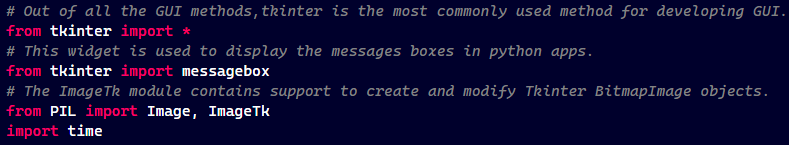 # Out of all the GUI methods,tkinter is the most commonly used method for developing GUI.
from tkinter import *
# This widget is used to display the messages boxes in python apps.
from tkinter import messagebox
# The ImageTk module contains support to create and modify Tkinter BitmapImage objects.
from PIL import Image, ImageTk
import time